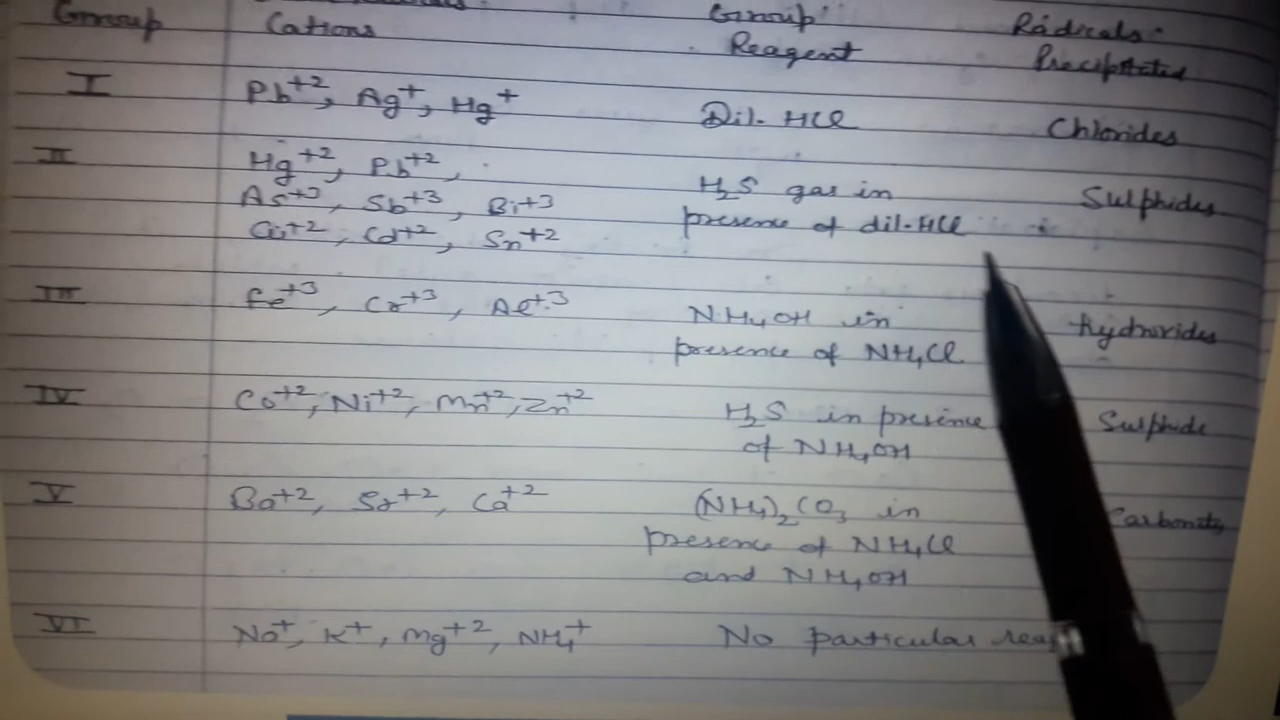 Group Cations Group Reagent Radicals Precipitated
I Pb+2, Ag+, Hg+ Dil. HCl Chlorides
II Hg+2, Pb+2,
As+3, Sb+3, Bi+3 H2S gas in Sulphides
Cu+2, Cd+2, Sn+2 presence of dil. HCl
III Fe+3, Cr+3, Al+3 NH4OH in Hydroxides
presence of NH4Cl
IV Co+2, Ni+2, Mn+2, Zn+2 H2S in presence Sulphide
of NH4OH
V Ba+2, Sr+2, Ca+2 (NH4)2CO3 in
presence of NH4Cl
and NH4OH
VI Na+, K+, Mg+2, NH4+ No particular